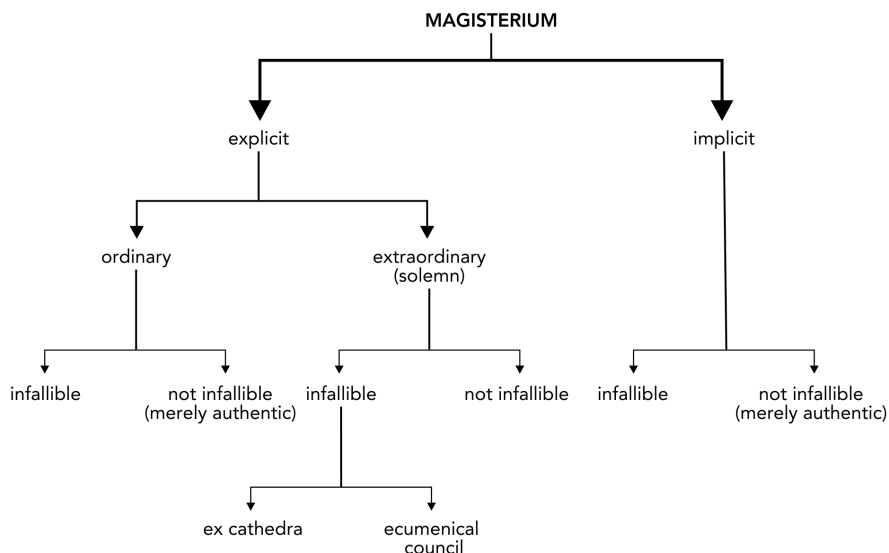 MAGISTERIUM
explicit
implicit
ordinary
extraordinary
(solemn)
infallible
not infallible
(merely authentic)
infallible
not infallible
infallible
not infallible
(merely authentic)
ex cathedra
ecumenical
council